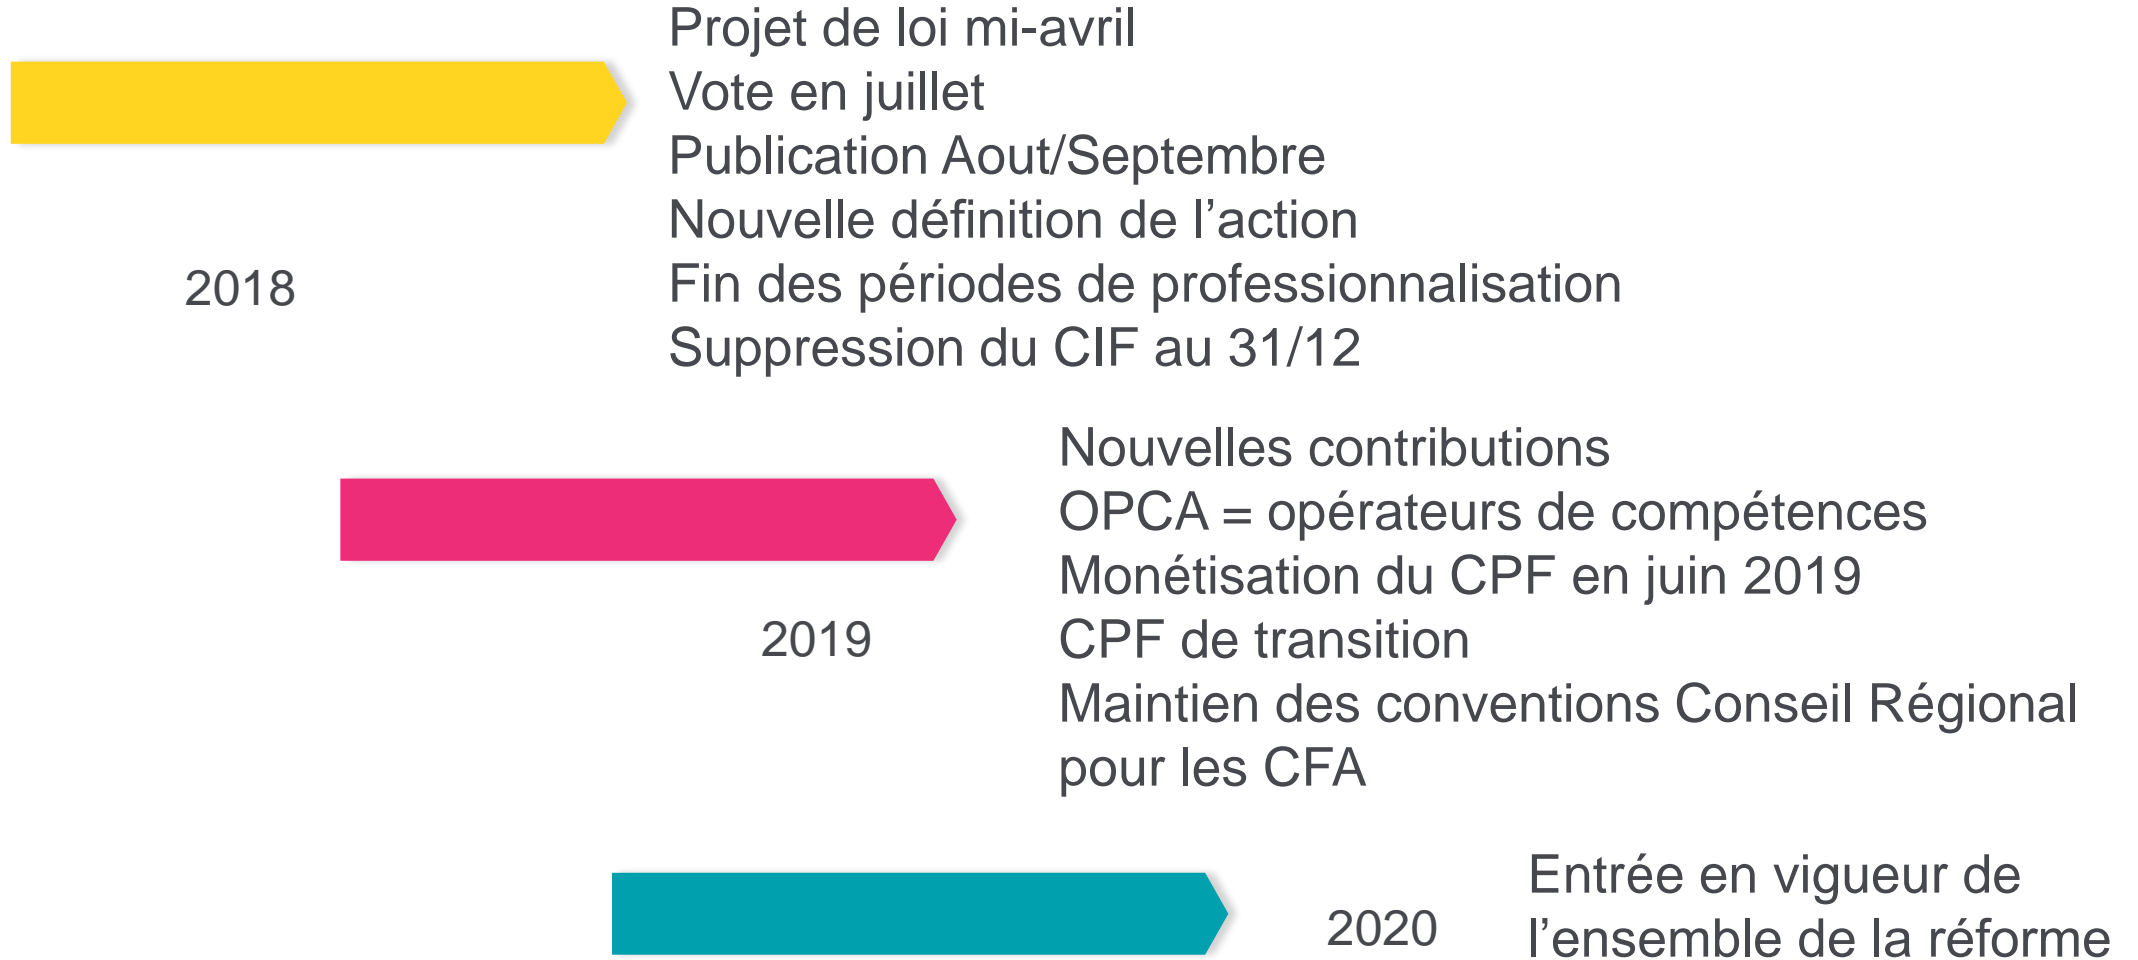 Projet de loi mi-avril
Vote en juillet
Publication Aout/Septembre
Nouvelle définition de l’action
Fin des périodes de professionnalisation
Suppression du CIF au 31/12
2018
Nouvelles contributions
OPCA = opérateurs de compétences
Monétisation du CPF en juin 2019
CPF de transition
Maintien des conventions Conseil Régional
pour les CFA
2019
Entrée en vigueur de
l’ensemble de la réforme
2020